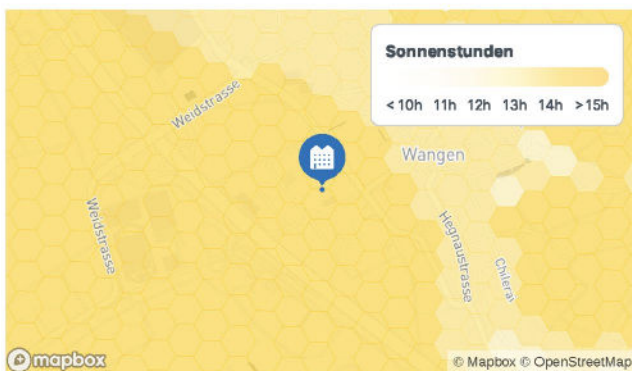 Sonnenstunden
< 10h 11h 12h 13h 14h > 15h
Weidstrasse
Wangen
Weidstrasse
Hegnaustrasse
Chilerai
mapbox
© Mapbox © OpenStreetMap